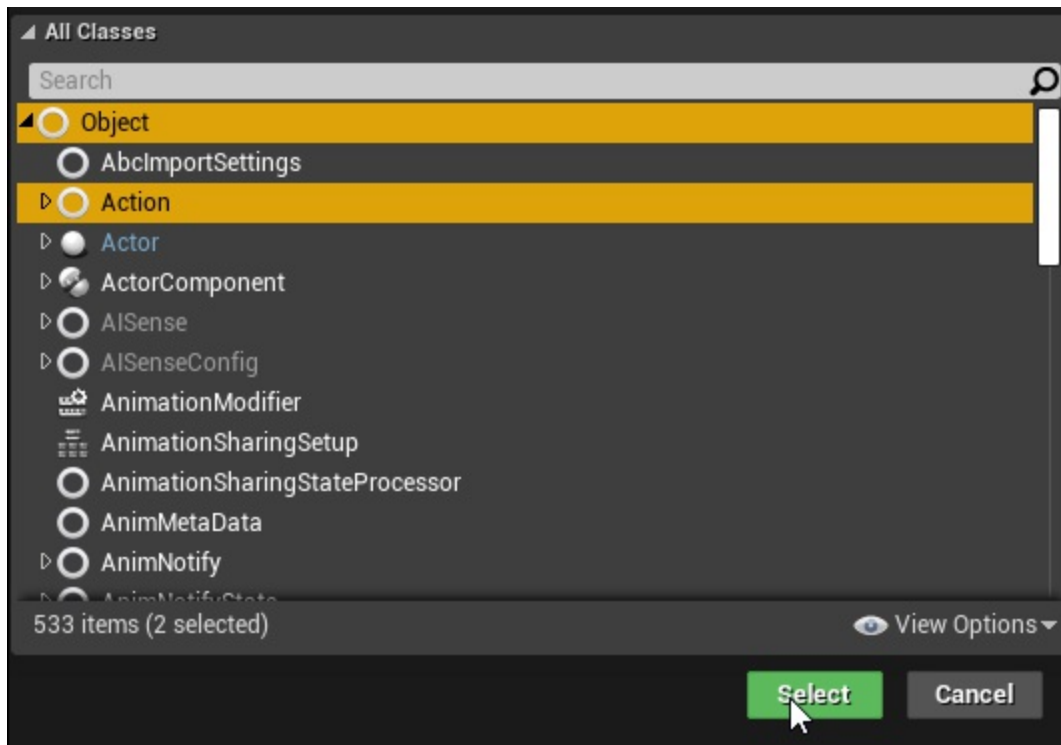 All Classes
Search
Object
AbcImportSettings
Action
Actor
ActorComponent
AISense
AISenseConfig
AnimationModifier
AnimationSharingSetup
AnimationSharingStateProcessor
AnimMetaData
AnimNotify
AnimNotifyState
533 items (2 selected)
View Options
Select
Cancel